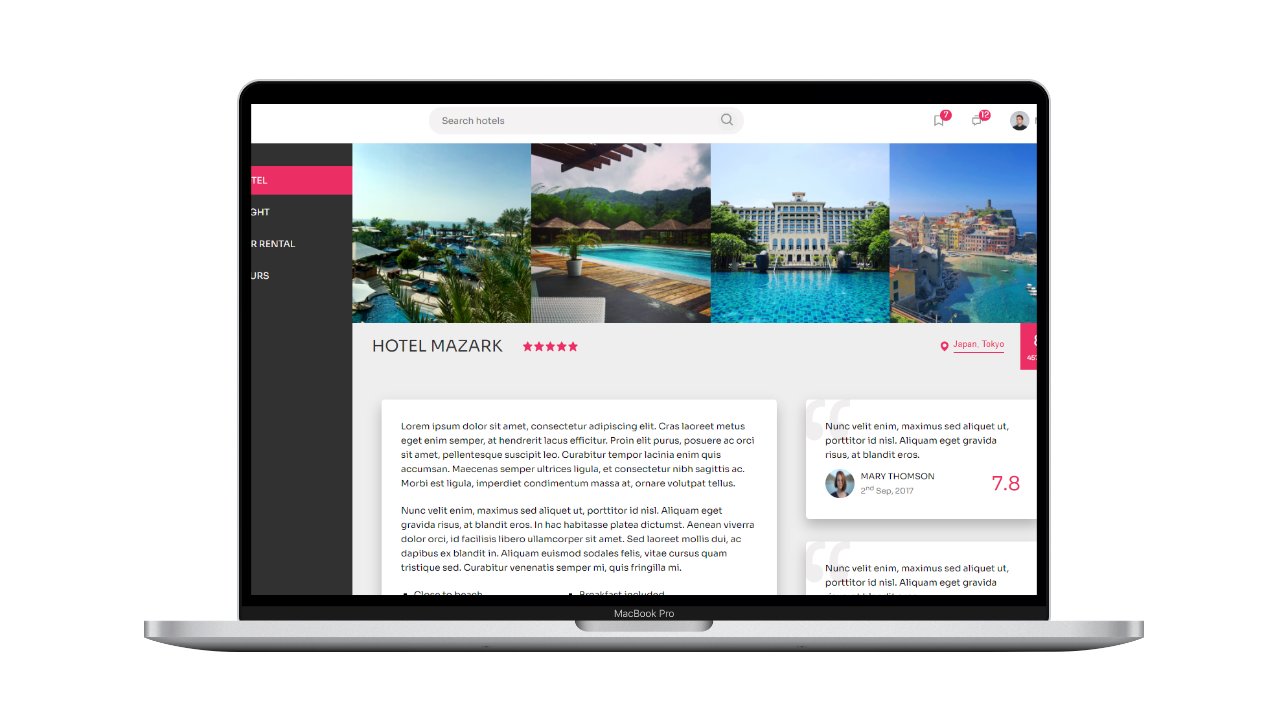 Search hotels
7
12
TEL
GHT
R RENTAL
URS
HOTEL MAZARK
Japan, Tokyo
Lorem ipsum dolor sit amet, consectetur adipiscing elit. Cras laoreet metus
eget enim semper, at hendrerit lacus efficitur. Proin elit purus, posuere ac orci
sit amet, pellentesque suscipit leo. Curabitur tempor lacinia enim quis
accumsan. Maecenas semper ultrices ligula, et consectetur nibh sagittis ac.
Morbi est ligula, imperdiet condimentum massa at, ornare volutpat tellus.
Nunc velit enim, maximus sed aliquet ut, porttitor id nisl. Aliquam eget
gravida risus, at blandit eros. In hac habitasse platea dictumst. Aenean viverra
dolor orci, id facilisis libero ullamcorper sit amet. Sed laoreet mollis dui, ac
dapibus ex blandit in. Aliquam euismod sodales felis, vitae cursus quam
tristique sed. Curabitur venenatis semper mi, quis fringilla mi.
Close to beach
Breakfast included
Nunc velit enim, maximus sed aliquet ut,
porttitor id nisl. Aliquam eget gravida
risus, at blandit eros.
MARY THOMSON
2nd Sep, 2017
7.8
Nunc velit enim, maximus sed aliquet ut,
porttitor id nisl. Aliquam eget gravida
MacBook Pro